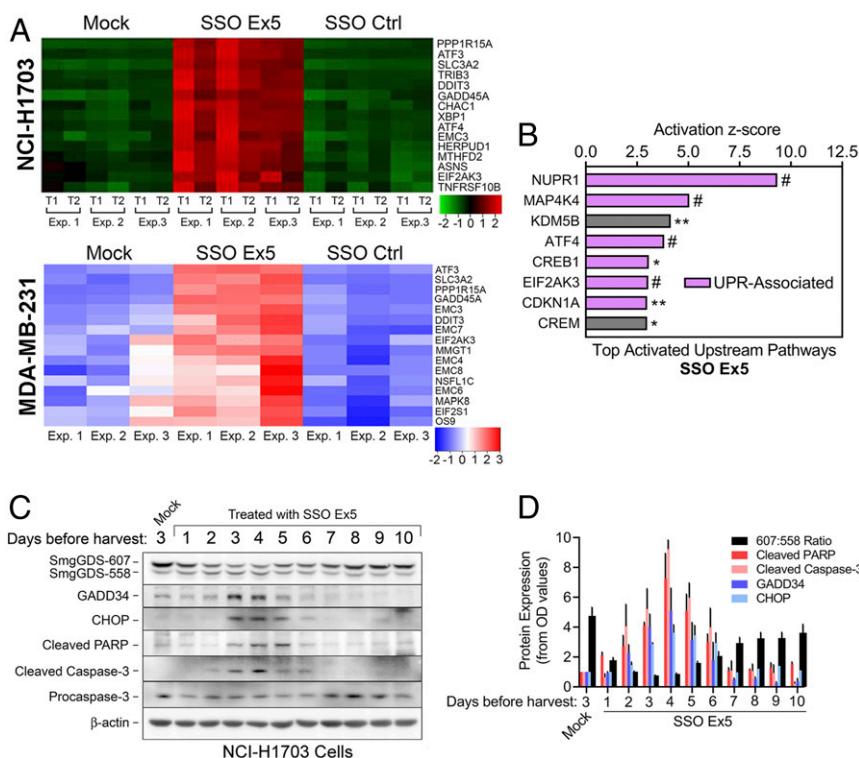 A
Mock SSO Ex5 SSO Ctrl
NCI-H1703
PPP1R15A
ATF3
SLC3A2
TRIB3
DDIT3
GADD45A
CHAC1
XBP1
ATF4
EMC3
HERPUD1
MTHFD2
ASNS
EIF2AK3
TNFRSF10B
T1 T2 T1 T2 T1 T2 T1 T2 T1 T2 T1 T2 T1 T2 T1 T2 T1 T2
Exp. 1 Exp. 2 Exp.3 Exp. 1 Exp. 2 Exp. 3 Exp. 1 Exp. 2 Exp.3
-2 -1 0 1 2
Mock SSO Ex5 SSO Ctrl
MDA-MB-231
ATF3
SLC3A2
PPP1R15A
GADD45A
EMC3
DDIT3
EMC7
EIF2AK3
MMGT1
EMC4
EMC8
NSFL1C
EMC6
MAPK8
EIF2S1
OS9
Exp. 1 Exp. 2 Exp. 3 Exp. 1 Exp. 2 Exp. 3 Exp. 1 Exp. 2 Exp. 3
-2 -1 0 1 2 3
B
Activation z-score
0.0 2.5 5.0 7.5 10.0 12.5
NUPR1 #
MAP4K4 #
KDM5B **
ATF4 #
CREB1 *
EIF2AK3 # UPR-Associated
CDKN1A **
CREM *
Top Activated Upstream Pathways
SSO Ex5
C
Mock Treated with SSO Ex5
Days before harvest: 3 1 2 3 4 5 6 7 8 9 10
SmgGDS-607
SmgGDS-558
GADD34
CHOP
Cleaved PARP
Cleaved Caspase-3
Procaspase-3
β-actin
NCI-H1703 Cells
D
Protein Expression
(from OD values)
10
8
6
4
2
0
607:558 Ratio
Cleaved PARP
Cleaved Caspase-3
GADD34
CHOP
Days before harvest: 3 1 2 3 4 5 6 7 8 9 10
Mock SSO Ex5